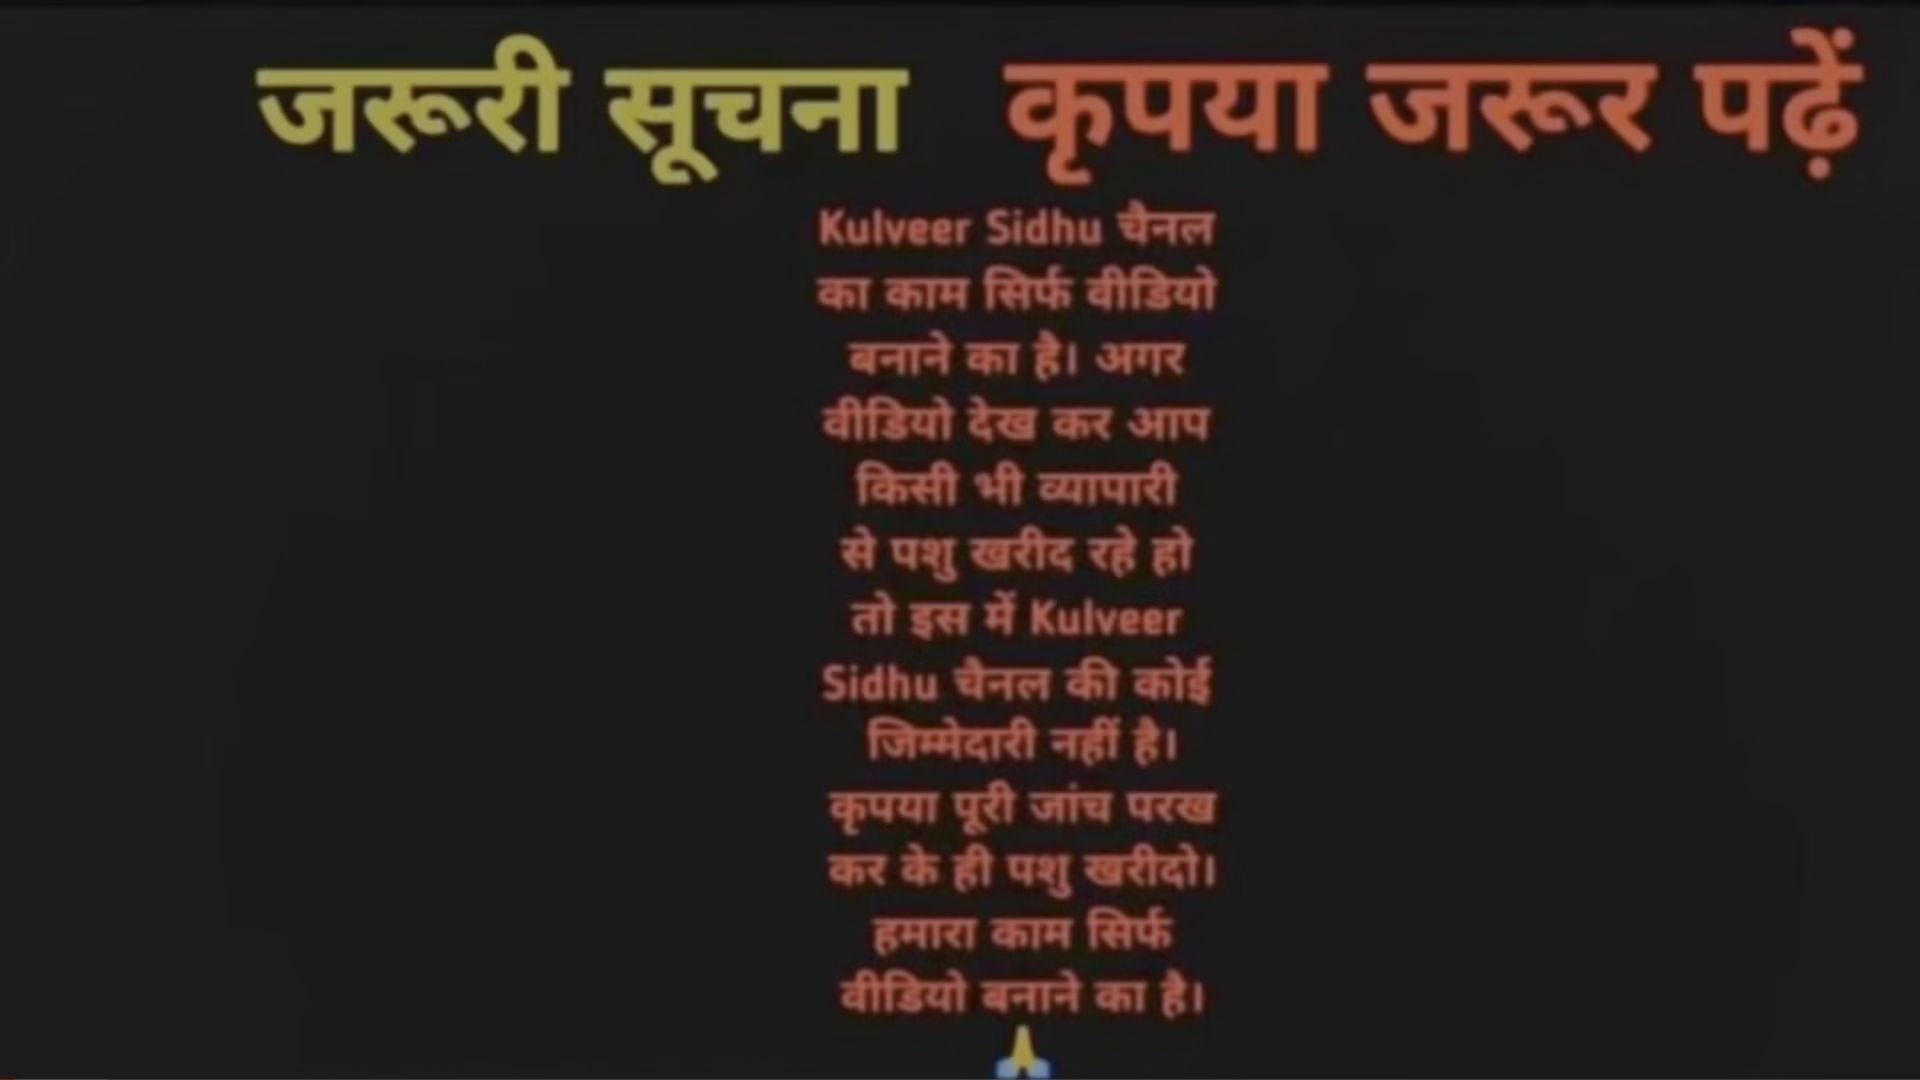 जरूरी सूचना कृपया जरूर पढ़ें
Kulveer Sidhu चैनल
का काम सिर्फ वीडियो
बनाने का है। अगर
वीडियो देख कर आप
किसी भी व्यापारी
से पशु खरीद रहे हो
तो इस में Kulveer
Sidhu चैनल की कोई
जिम्मेदारी नहीं है।
कृपया पूरी जांच परख
कर के ही पशु खरीदो।
हमारा काम सिर्फ
वीडियो बनाने का है।
🙏